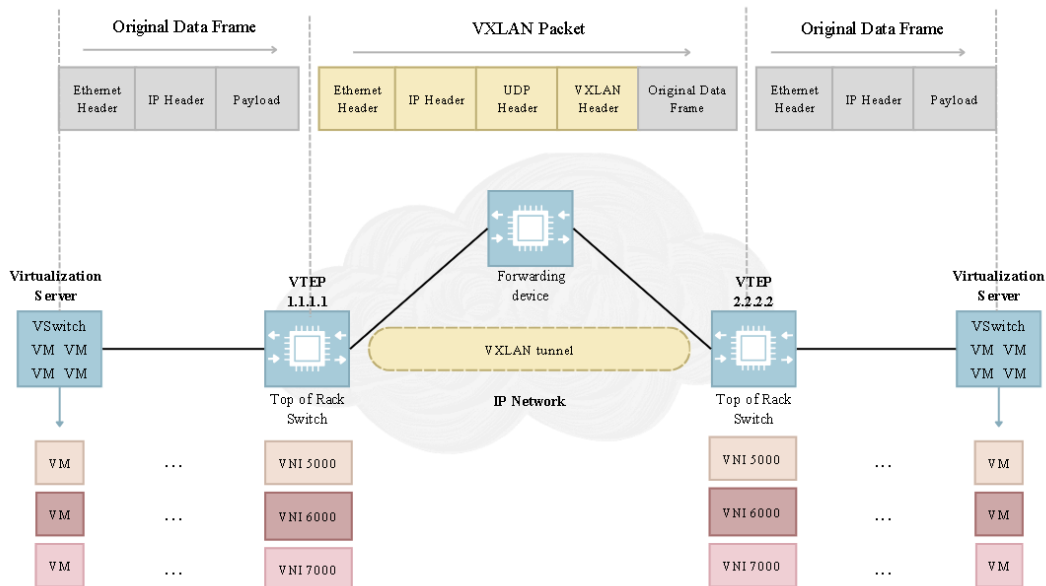 Original Data Frame
VXLAN Packet
Original Data Frame
Ethernet
Header
IP Header
Payload
Ethernet
Header
IP Header
UDP
Header
VXLAN
Header
Original Data
Frame
Ethernet
Header
IP Header
Payload
Forwarding
device
Virtualization
Server
VTEP
1.1.1.1
VTEP
2.2.2.2
Virtualization
Server
VSwitch
VM VM
VM VM
VXLAN tunnel
VSwitch
VM VM
VM VM
Top of Rack
Switch
IP Network
Top of Rack
Switch
VM
...
VNI 5000
VNI 5000
...
VM
VM
...
VNI 6000
VNI 6000
...
VM
VM
...
VNI 7000
VNI 7000
...
VM